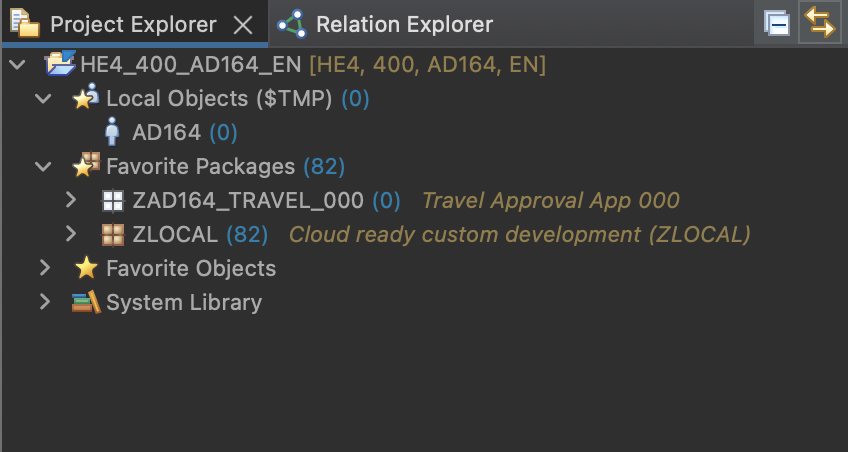 Project Explorer Relation Explorer
HE4_400_AD164_EN [HE4, 400, AD164, EN]
Local Objects ($TMP) (0)
AD164 (0)
Favorite Packages (82)
ZAD164_TRAVEL_000 (0) Travel Approval App 000
ZLOCAL (82) Cloud ready custom development (ZLOCAL)
Favorite Objects
System Library